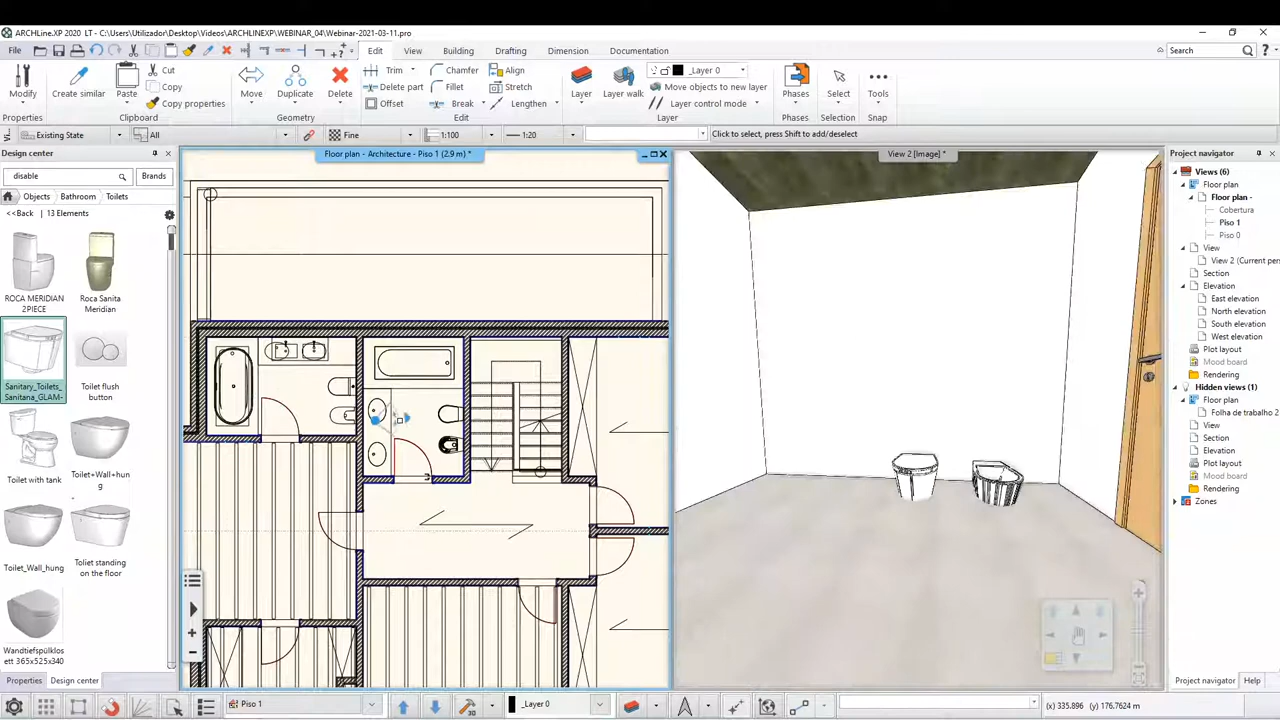 ARCHLine.XP 2020 LT - C:\Users\Utilizador\Desktop\Videos\ARCHLINEXP\WEBINAR_04\Webinar-2021-03-11.pro
File
Edit
View
Building
Drafting
Dimension
Documentation
Search
Modify
Properties
Create similar
Paste
Cut
Copy
Copy properties
Clipboard
Move
Duplicate
Delete
Geometry
Trim
Delete part
Offset
Chamfer
Fillet
Break
Align
Stretch
Length
Edit
Layer
Layer walk
_Layer 0
Move objects to new layer
Layer control mode
Layer
Phases
Phases
Select
Selection
Tools
Snap
Existing State
All
Fine
1:100
1:20
Click to select, press Shift to add/deselect
Design center
disable
Brands
Objects
Bathroom
Toilets
<<Back
13 Elements
ROCA MERIDIAN
2PIECE
Roca Sanita
Meridian
Sanitary_Toilets_
Sanitana_GLAM-
Toilet flush
button
Toilet with tank
Toilet+Wall+hun
g
Toilet_Wall_hung
Toliet standing
on the floor
Wandtiefspülklos
ett 365x525x340
Properties
Design center
Floor plan - Architecture - Piso 1 (2.9 m) *
View 2 [Image] *
Project navigator
Views (6)
Floor plan
Floor plan -
Cobertura
Piso 1
Piso 0
View
View 2 (Current per
Section
Elevation
East elevation
North elevation
South elevation
West elevation
Plot layout
Mood board
Rendering
Hidden views (1)
Floor plan
Folha de trabalho 2
View
Section
Elevation
Plot layout
Mood board
Rendering
Zones
Project navigator
Help
Piso 1
_Layer 0
(x) 335.896
(y) 176.7624 m